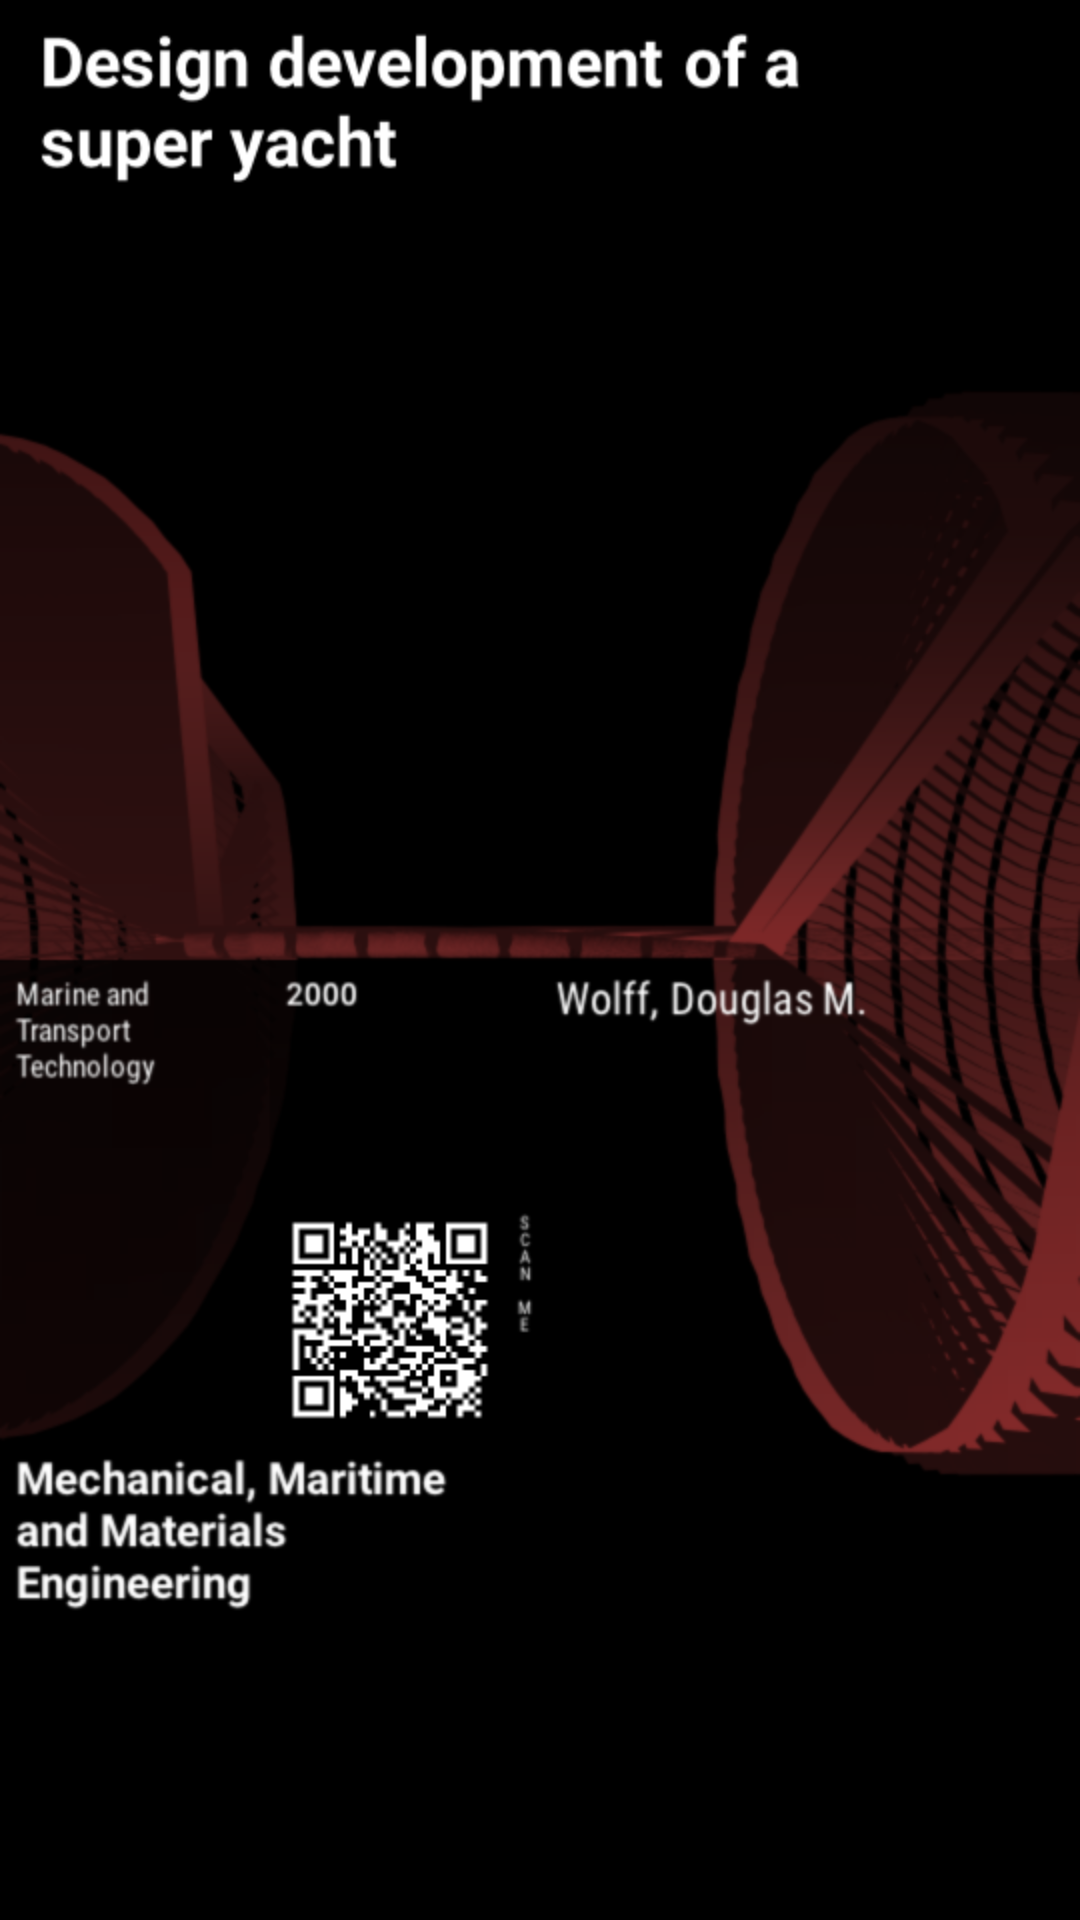 Design development of a
super yacht
Marine and
Transport
Technology
2000
Wolff, Douglas M.
SCAN ME
Mechanical, Maritime
and Materials
Engineering